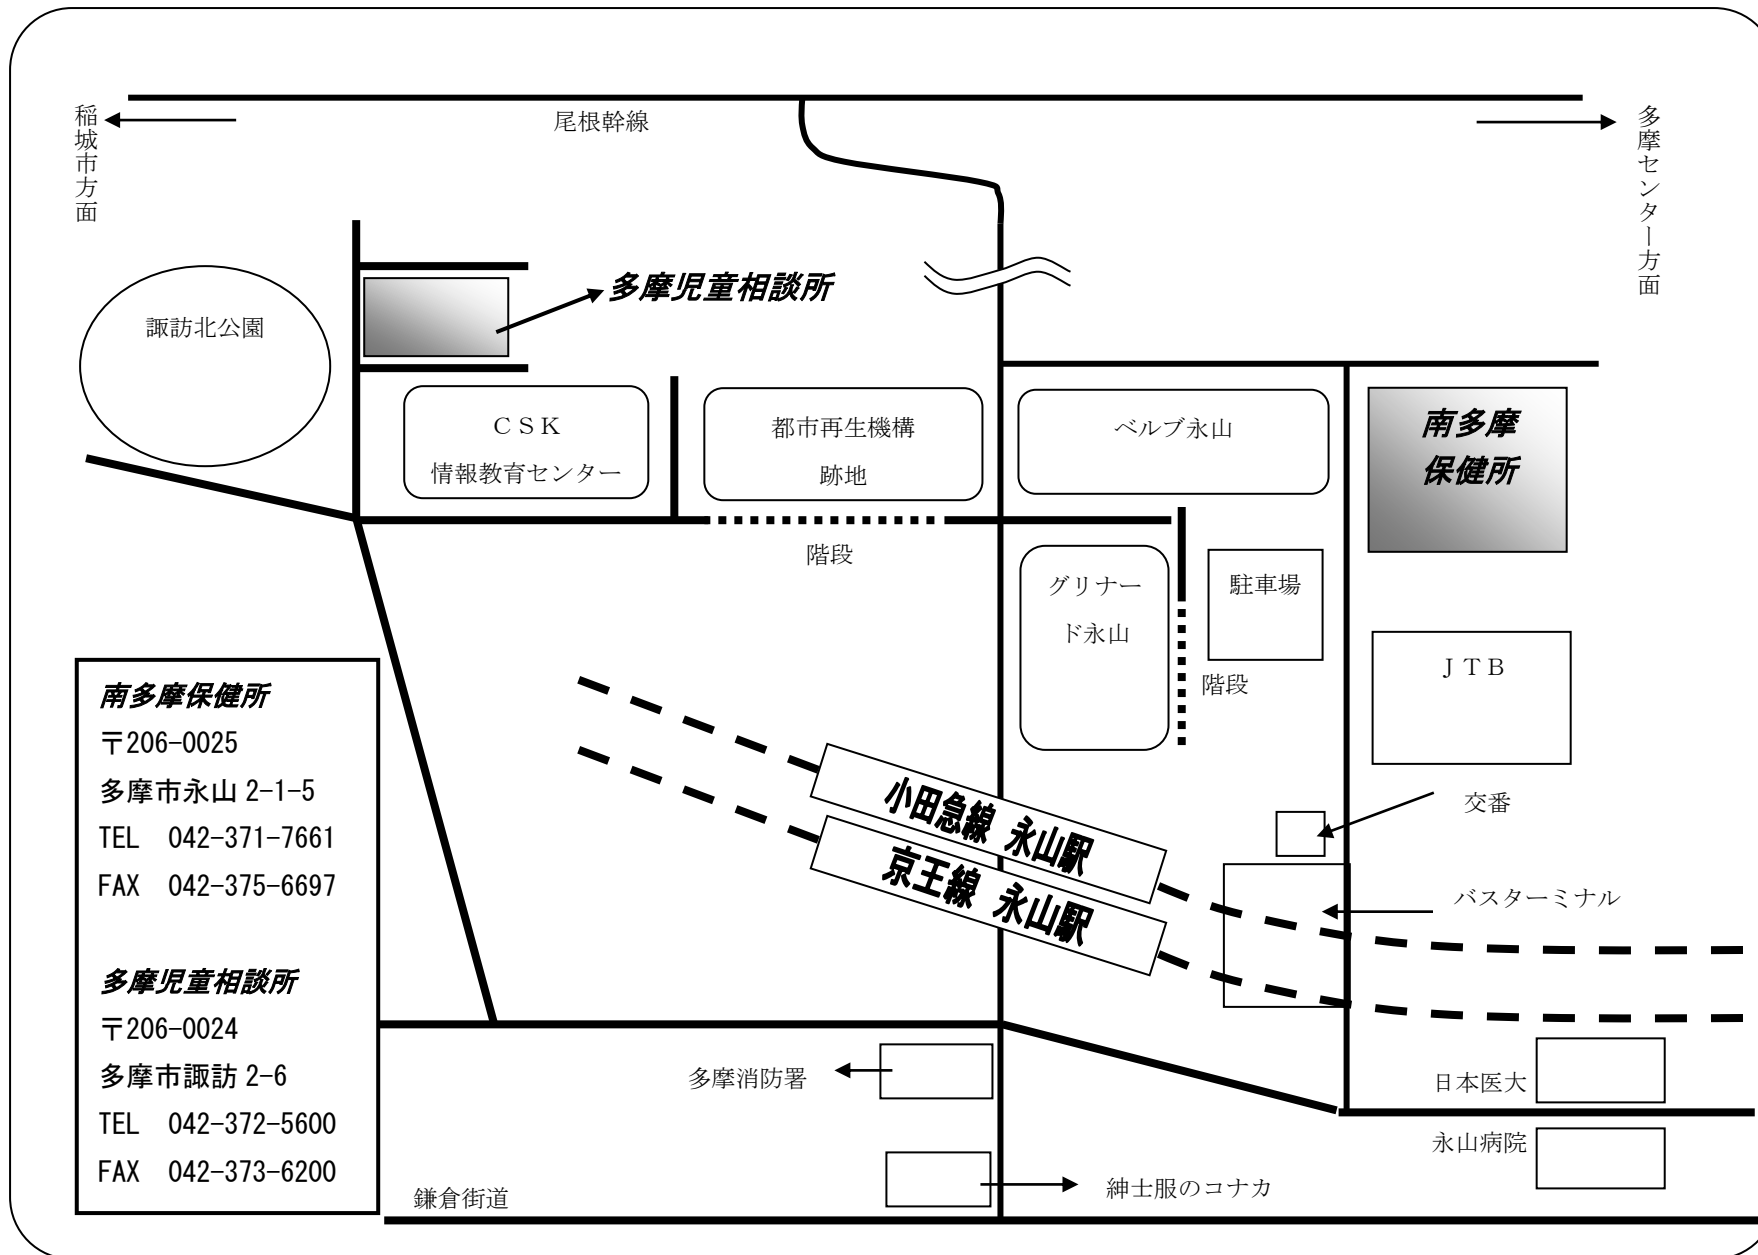 稲城市方面
尾根幹線
多摩センター方面
諏訪北公園
多摩児童相談所
ＣＳＫ
情報教育センター
都市再生機構
跡地
ベルブ永山
南多摩
保健所
階段
グリナー
ド永山
駐車場
階段
ＪＴＢ
小田急線 永山駅
京王線 永山駅
交番
バスターミナル
南多摩保健所
〒206-0025
多摩市永山 2-1-5
TEL 042-371-7661
FAX 042-375-6697
多摩児童相談所
〒206-0024
多摩市諏訪 2-6
TEL 042-372-5600
FAX 042-373-6200
多摩消防署
日本医大
永山病院
紳士服のコナカ
鎌倉街道